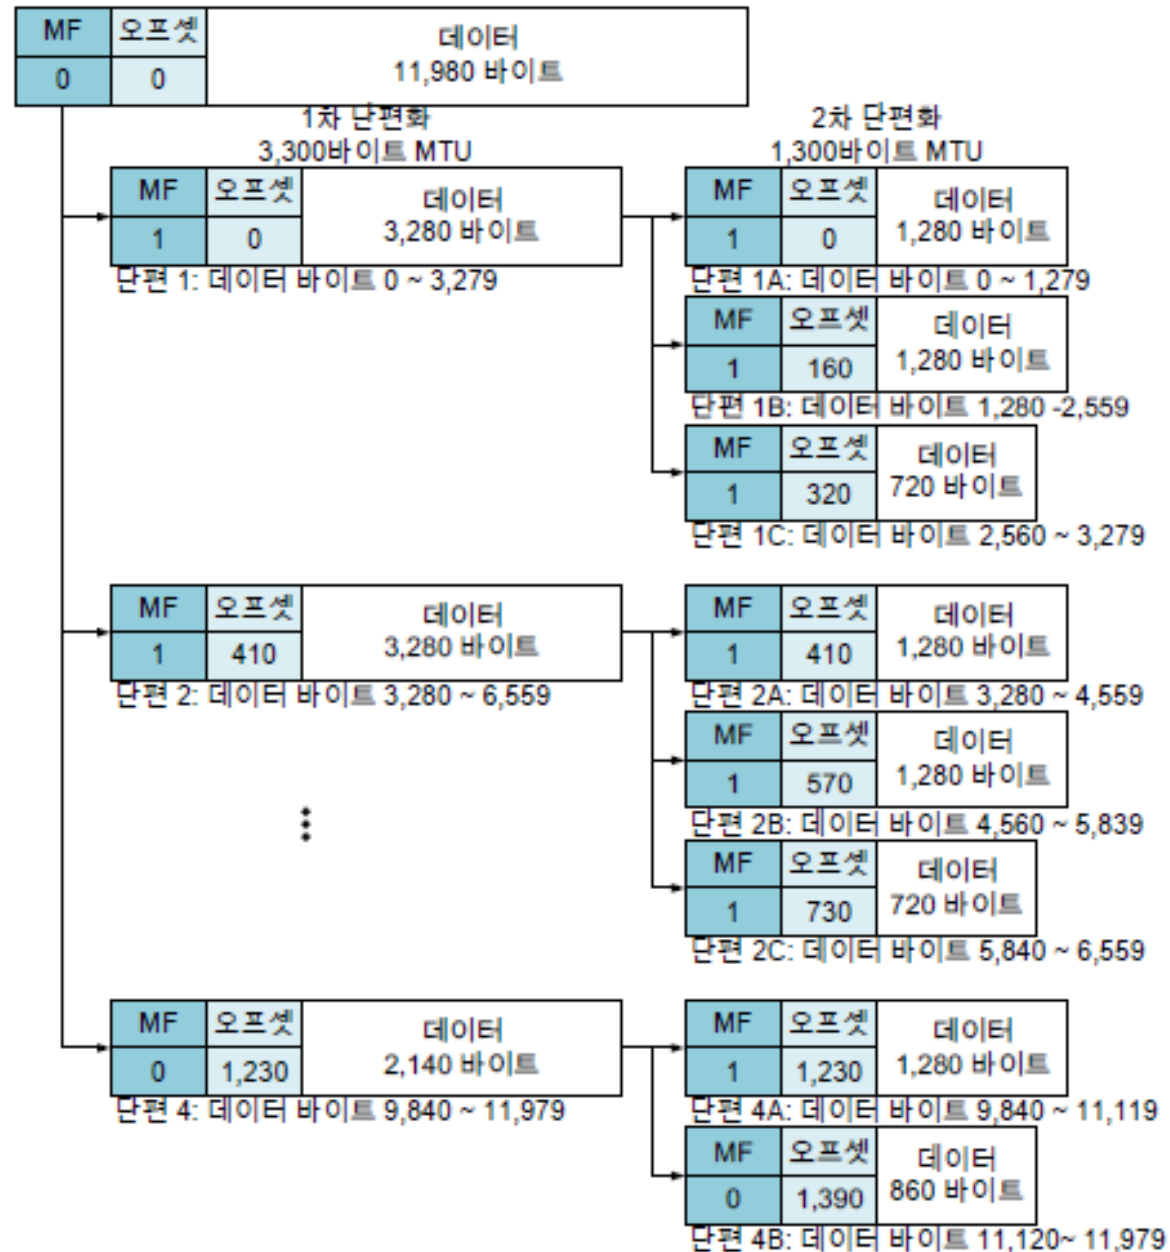 MF 오프셋 데이터
0 0 11,980 바이트
1차 단편화
3,300바이트 MTU
2차 단편화
1,300바이트 MTU
MF 오프셋 데이터
1 0 3,280 바이트
단편 1: 데이터 바이트 0 ~ 3,279
MF 오프셋 데이터
1 0 1,280 바이트
단편 1A: 데이터 바이트 0 ~ 1,279
MF 오프셋 데이터
1 160 1,280 바이트
단편 1B: 데이터 바이트 1,280 -2,559
MF 오프셋 데이터
1 320 720 바이트
단편 1C: 데이터 바이트 2,560 ~ 3,279
MF 오프셋 데이터
1 410 3,280 바이트
단편 2: 데이터 바이트 3,280 ~ 6,559
MF 오프셋 데이터
1 410 1,280 바이트
단편 2A: 데이터 바이트 3,280 ~ 4,559
MF 오프셋 데이터
1 570 1,280 바이트
단편 2B: 데이터 바이트 4,560 ~ 5,839
MF 오프셋 데이터
1 730 720 바이트
단편 2C: 데이터 바이트 5,840 ~ 6,559
MF 오프셋 데이터
0 1,230 2,140 바이트
단편 4: 데이터 바이트 9,840 ~ 11,979
MF 오프셋 데이터
1 1,230 1,280 바이트
단편 4A: 데이터 바이트 9,840 ~ 11,119
MF 오프셋 데이터
0 1,390 860 바이트
단편 4B: 데이터 바이트 11,120~ 11,979